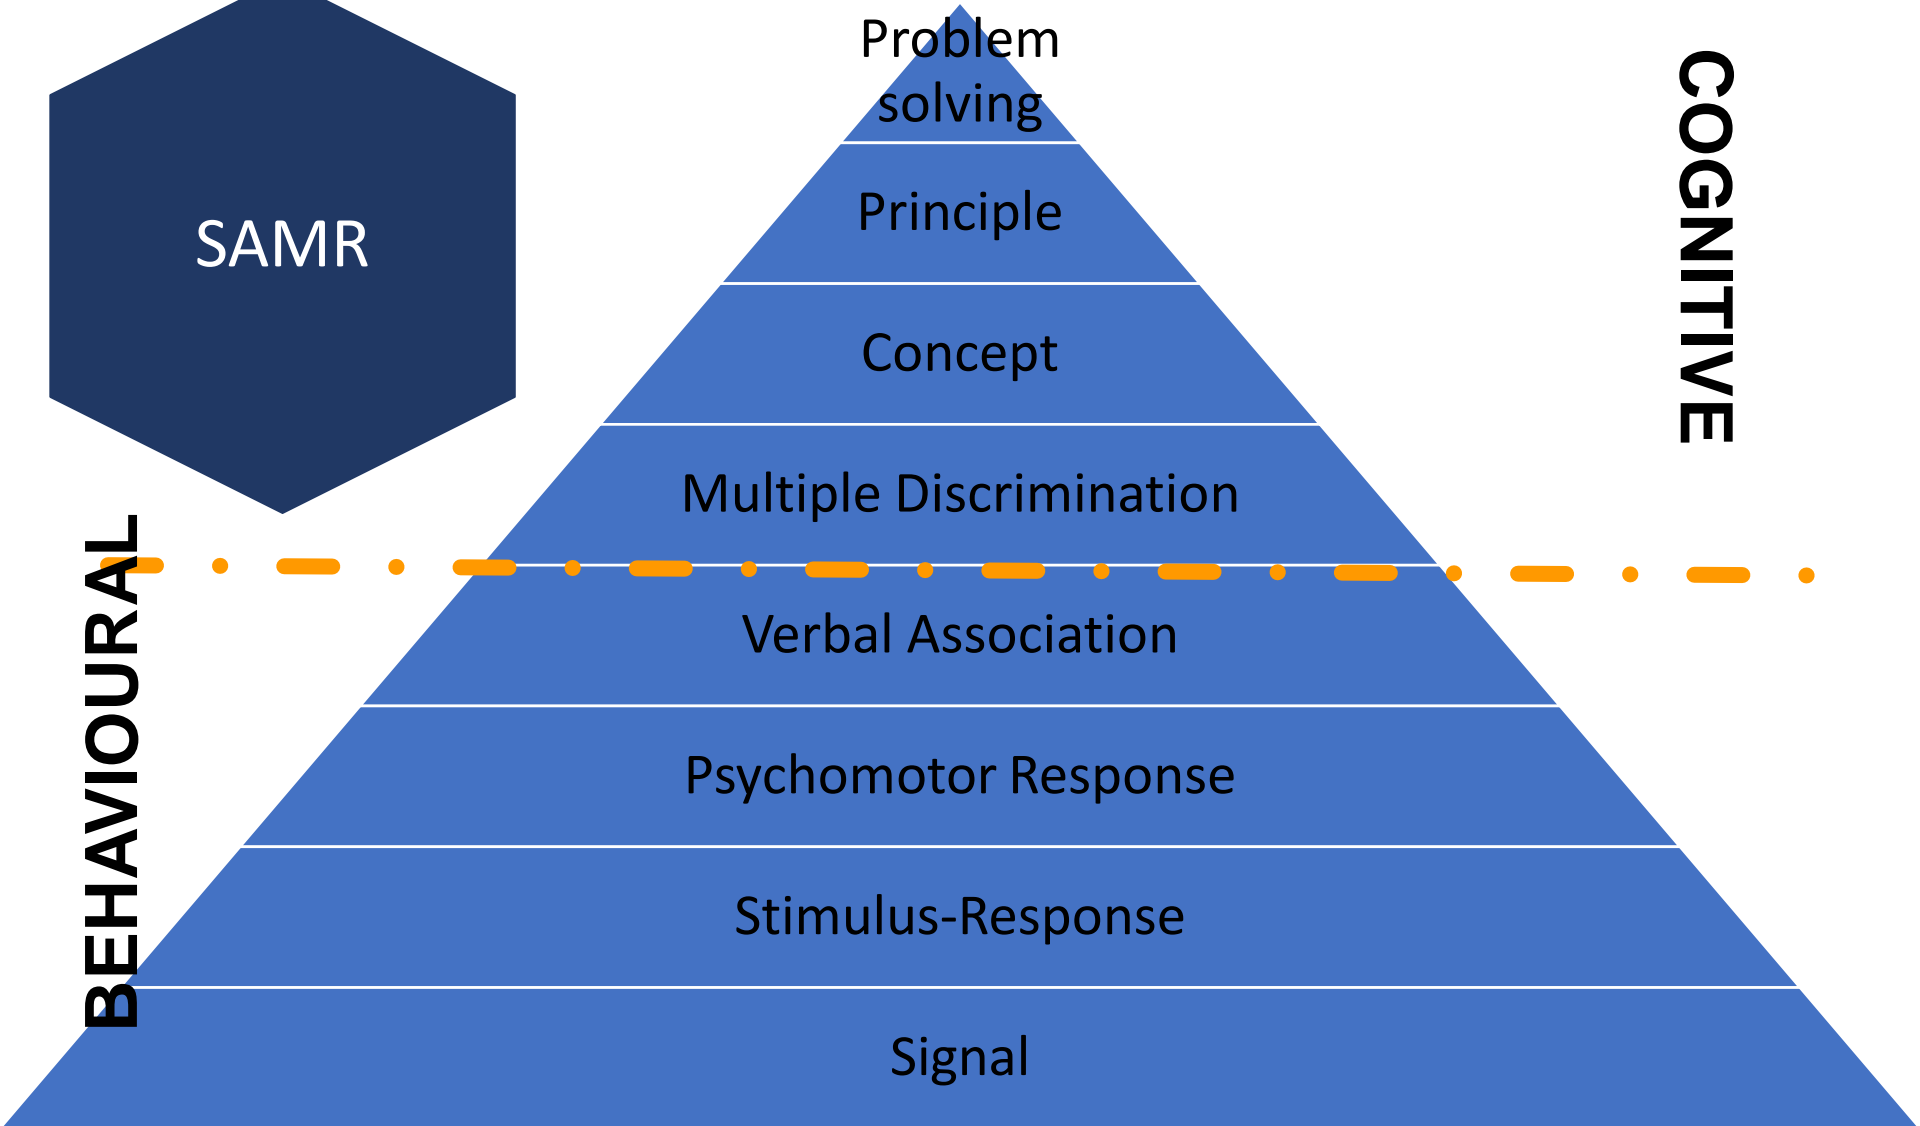 SAMR
Problem
solving
Principle
Concept
Multiple Discrimination
Verbal Association
Psychomotor Response
Stimulus-Response
Signal
COGNITIVE
BEHAVIOURAL